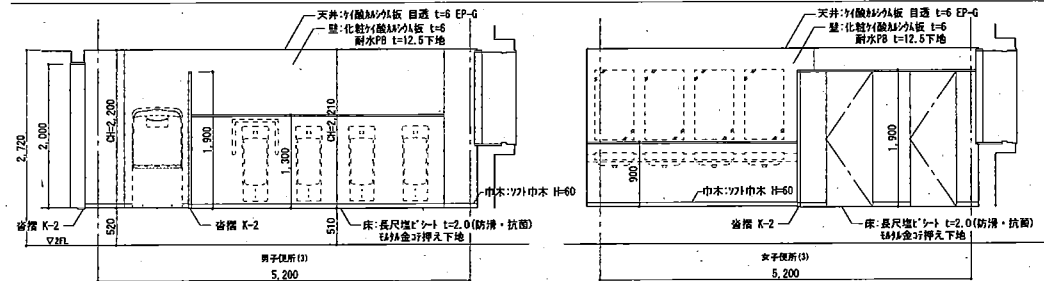 天井:ケイ酸カルシウム板 目透 t=6 EP-G
壁:化粧ケイ酸カルシウム板 t=6
耐水PB t=12.5下地
2,720
2,000
CH=2,200
1,900
1,300
CH=2,210
巾木:ソフト巾木 H=60
沓摺 K-2
沓摺 K-2
床:長尺塩ビシート t=2.0(防滑・抗菌)
モルタル金ゴテ押え下地
▽2FL
520
510
男子便所(3)
5,200
天井:ケイ酸カルシウム板 目透 t=6 EP-G
壁:化粧ケイ酸カルシウム板 t=6
耐水PB t=12.5下地
900
1,900
巾木:ソフト巾木 H=60
沓摺 K-2
床:長尺塩ビシート t=2.0(防滑・抗菌)
モルタル金ゴテ押え下地
女子便所(3)
5,200